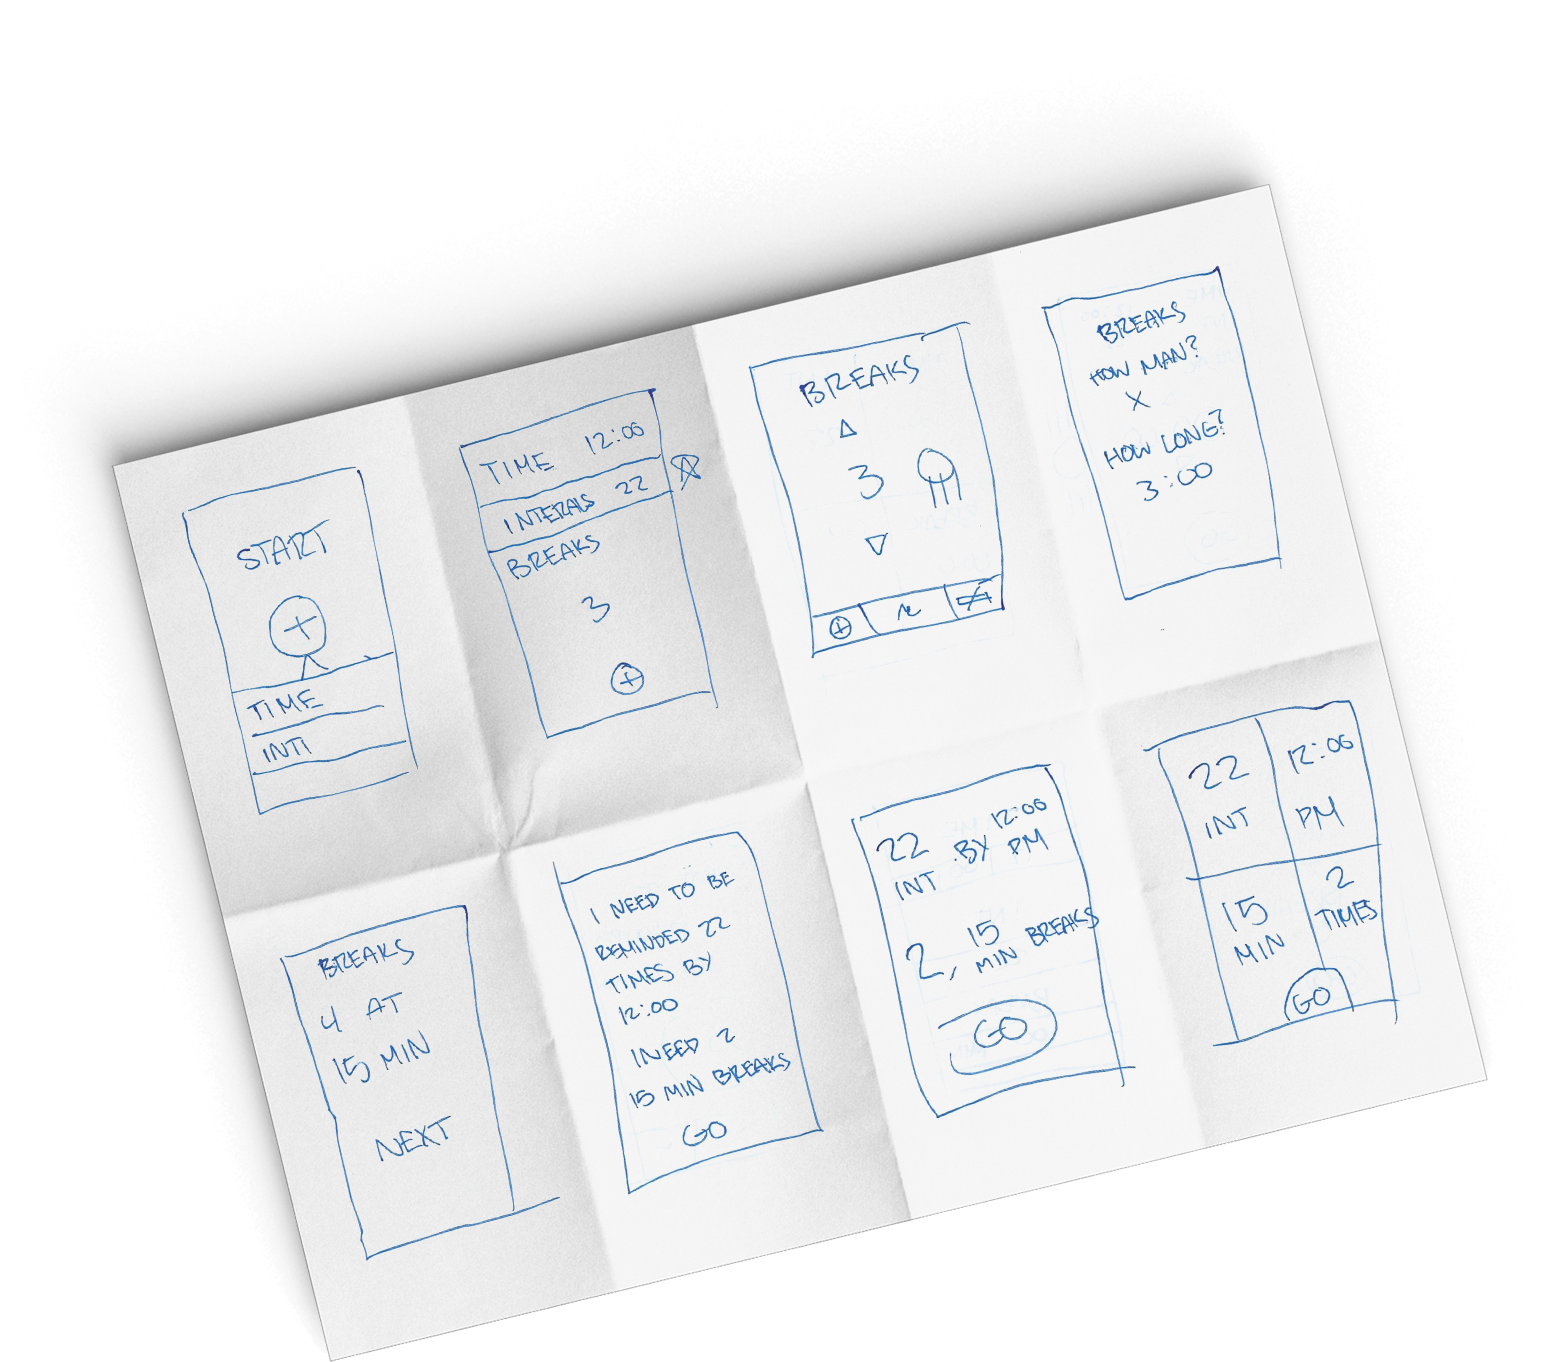 START
TIME
INTI
TIME 12:00
INTERALS 22
BREAKS
3
BREAKS
3
BREAKS
HOW MAN?
X
HOW LONG?
3:00
BREAKS
4 AT
15 MIN
NEXT
I NEED TO BE
REMINDED 22
TIMES BY
12:00
I NEED 2
15 MIN BREAKS
GO
22 INT BY 12:00 PM
2, 15 MIN BREAKS
GO
22 INT
12:00 PM
15 MIN
2 TIMES
GO